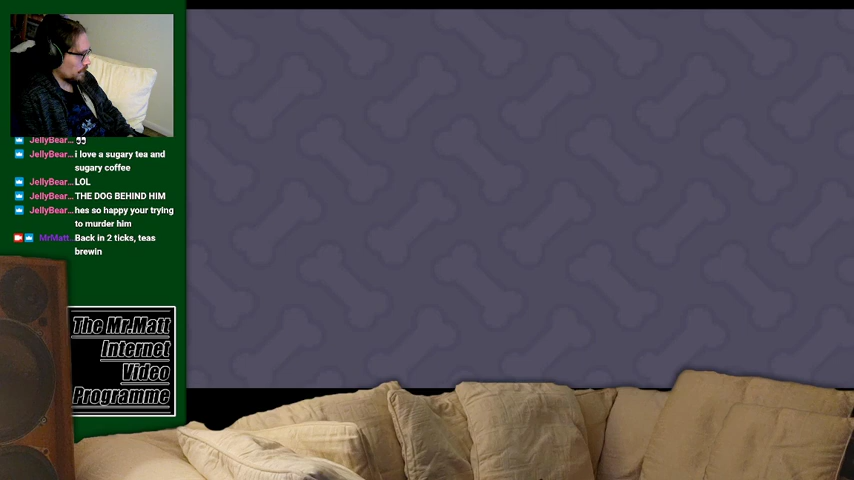 JellyBear... 👀
JellyBear... i love a sugary tea and
sugary coffee
JellyBear... LOL
JellyBear... THE DOG BEHIND HIM
JellyBear... hes so happy your trying
to murder him
MrMatt... Back in 2 ticks, teas
brewin
The Mr.Matt
Internet
Video
Programme